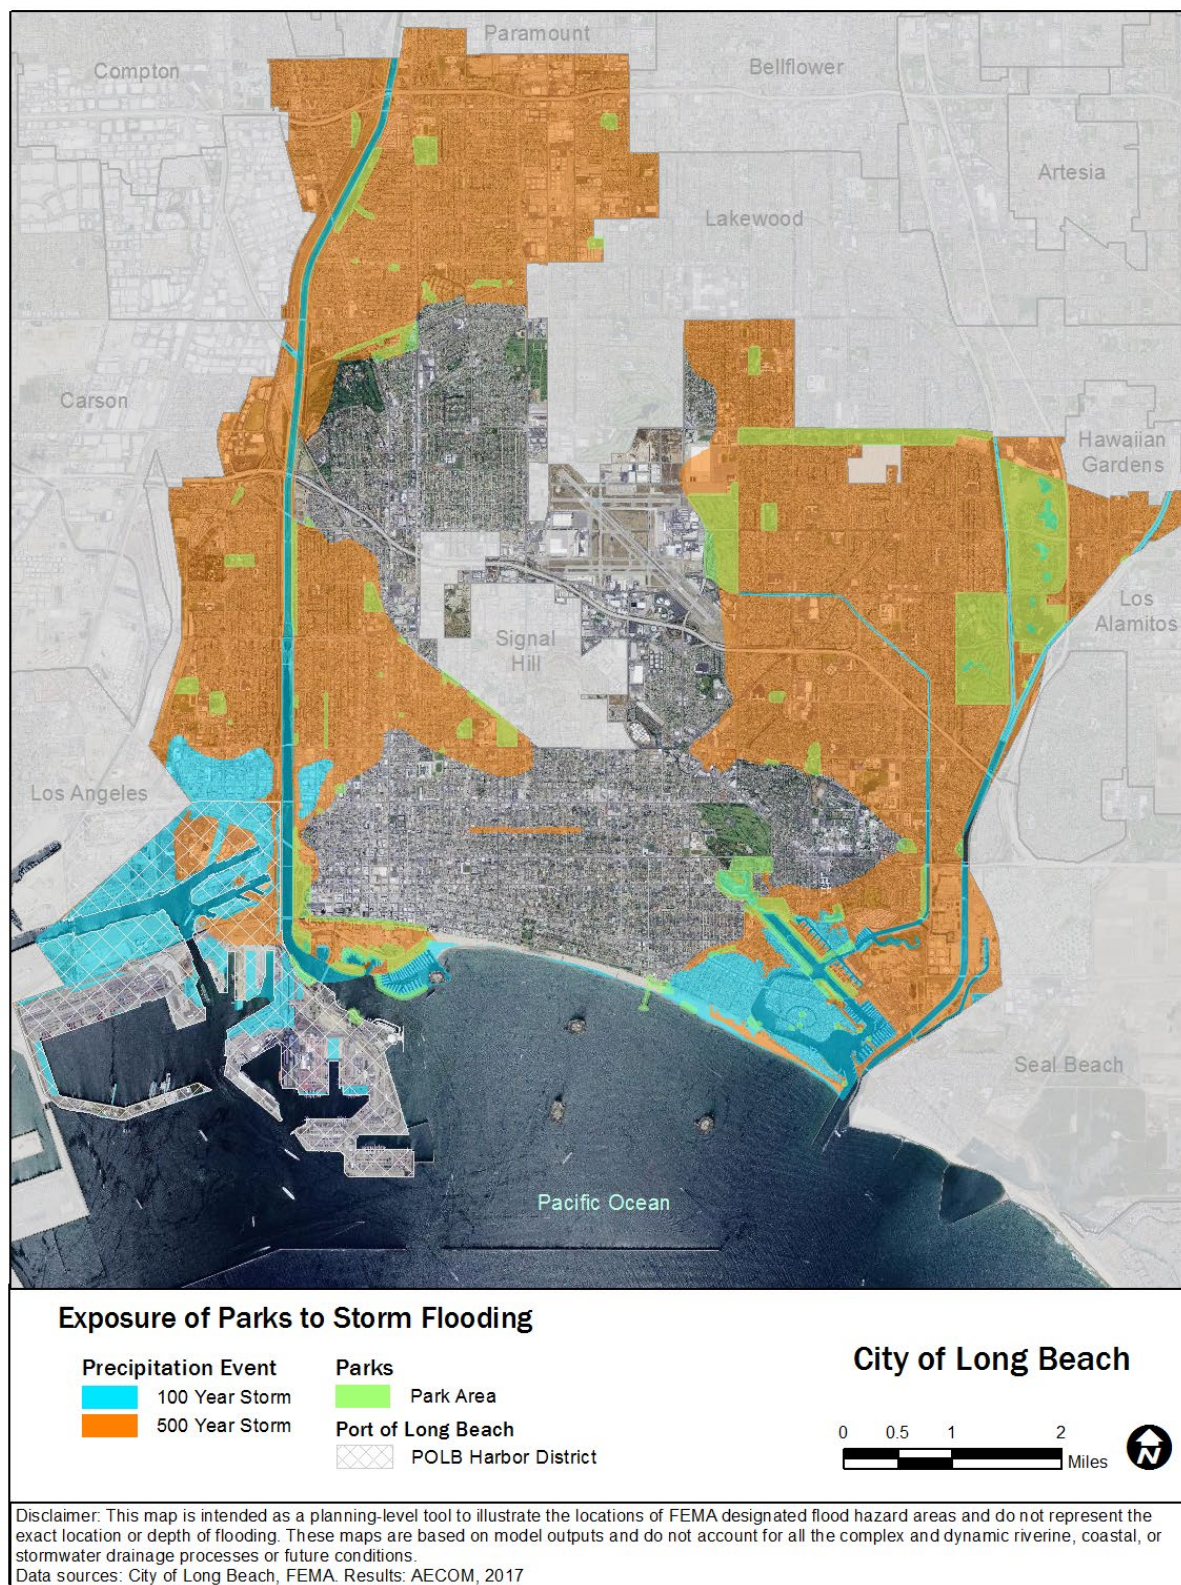 Paramount
Compton
Bellflower
Artesia
Lakewood
Carson
Hawaiian
Gardens
Los
Alamitos
Signal
Hill
Los Angeles
Seal Beach
Pacific Ocean
Exposure of Parks to Storm Flooding
City of Long Beach
Precipitation Event
100 Year Storm
500 Year Storm
Parks
Park Area
Port of Long Beach
POLB Harbor District
0 0.5 1 2
Miles
N
Disclaimer: This map is intended as a planning-level tool to illustrate the locations of FEMA designated flood hazard areas and do not represent the
exact location or depth of flooding. These maps are based on model outputs and do not account for all the complex and dynamic riverine, coastal, or
stormwater drainage processes or future conditions.
Data sources: City of Long Beach, FEMA. Results: AECOM, 2017